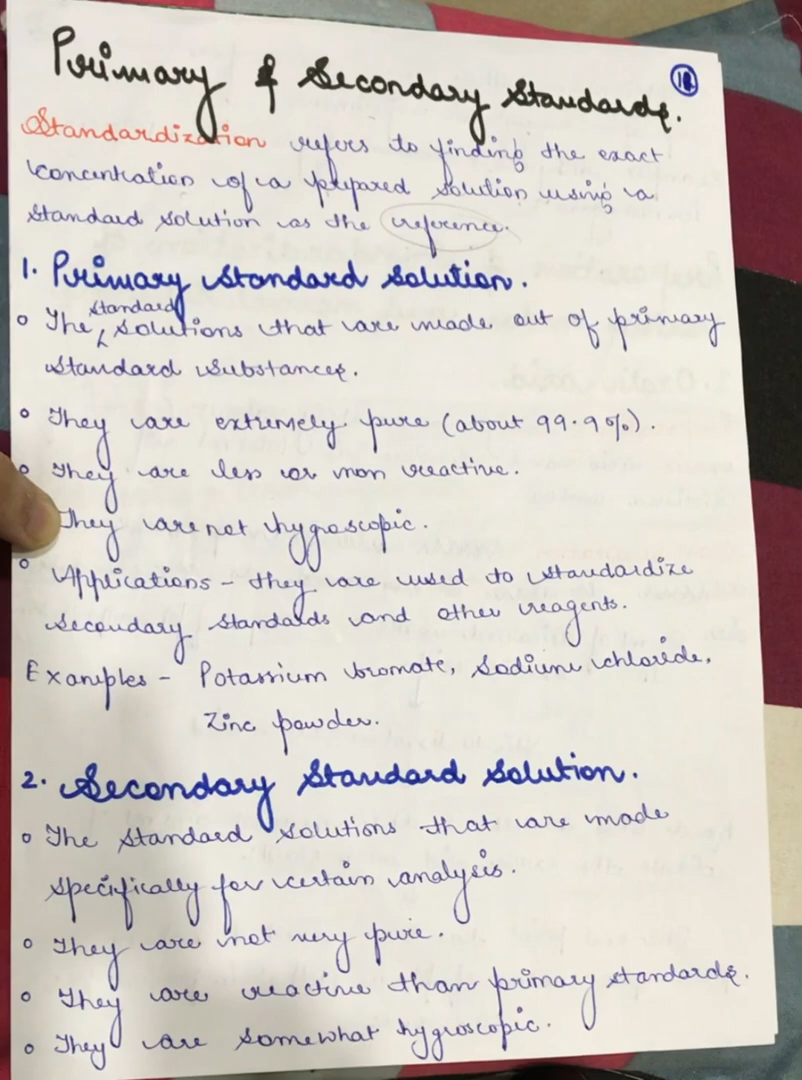 Primary & Secondary Standards.
Standardization refers to finding the exact
concentration of a prepared solution using a
standard solution as the reference.
1. Primary Standard Solution.
Standard
The solutions that are made out of primary
standard substances.
They are extremely pure (about 99.9%).
They are less or non reactive.
They are not hygroscopic.
Applications - they are used to standardize
secondary standards and other reagents.
Examples - Potassium bromate, Sodium chloride,
Zinc powder.
2. Secondary Standard Solution.
The standard solutions that are made
specifically for certain analysis.
They are not very pure.
They are reactive than primary standards.
They are somewhat hygroscopic.